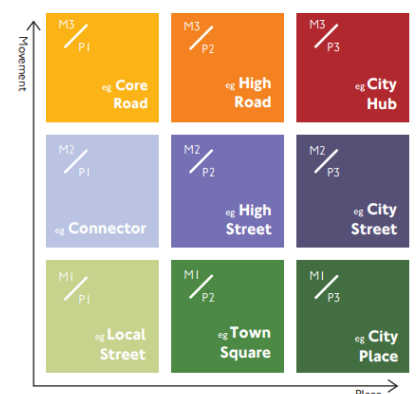 Movement
M3
P1
eg Core
Road
M3
P2
eg High
Road
M3
P3
eg City
Hub
M2
P1
eg Connector
M2
P2
eg High
Street
M2
P3
eg City
Street
M1
P1
eg Local
Street
M1
P2
eg Town
Square
M1
P3
eg City
Place
Place